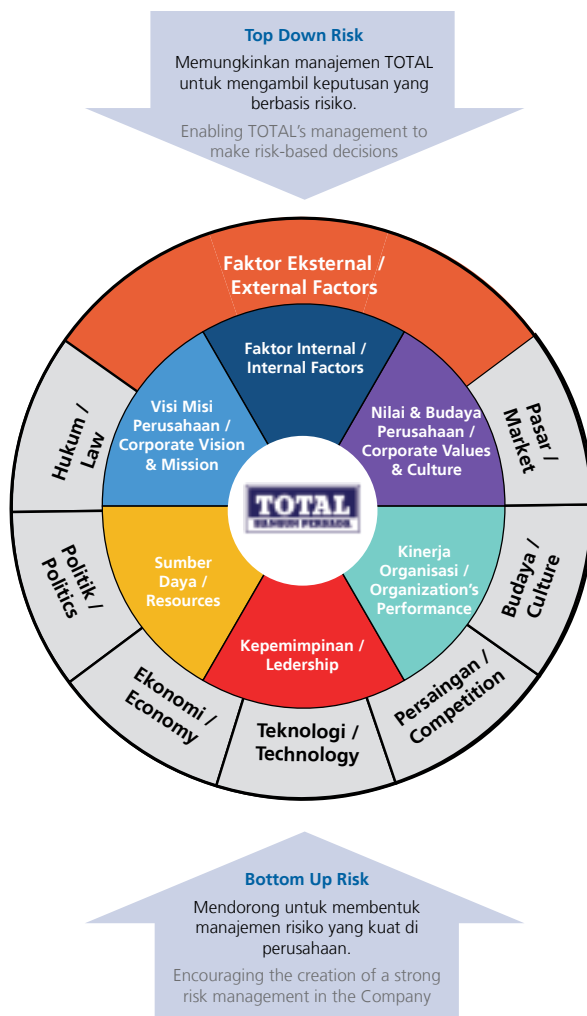 Top Down Risk
Memungkinkan manajemen TOTAL
untuk mengambil keputusan yang
berbasis risiko.
Enabling TOTAL's management to
make risk-based decisions
Faktor Eksternal /
External Factors
Faktor Internal /
Internal Factors
Visi Misi
Perusahaan /
Corporate Vision
& Mission
Nilai & Budaya
Perusahaan /
Corporate Values
& Culture
Hukum /
Law
Pasar /
Market
TOTAL
BANGUN PERSADA
Sumber
Daya /
Resources
Kinerja
Organisasi /
Organization's
Performance
Politik /
Politics
Budaya /
Culture
Kepemimpinan /
Ledership
Ekonomi /
Economy
Teknologi /
Technology
Persaingan /
Competition
Bottom Up Risk
Mendorong untuk membentuk
manajemen risiko yang kuat di
perusahaan.
Encouraging the creation of a strong
risk management in the Company